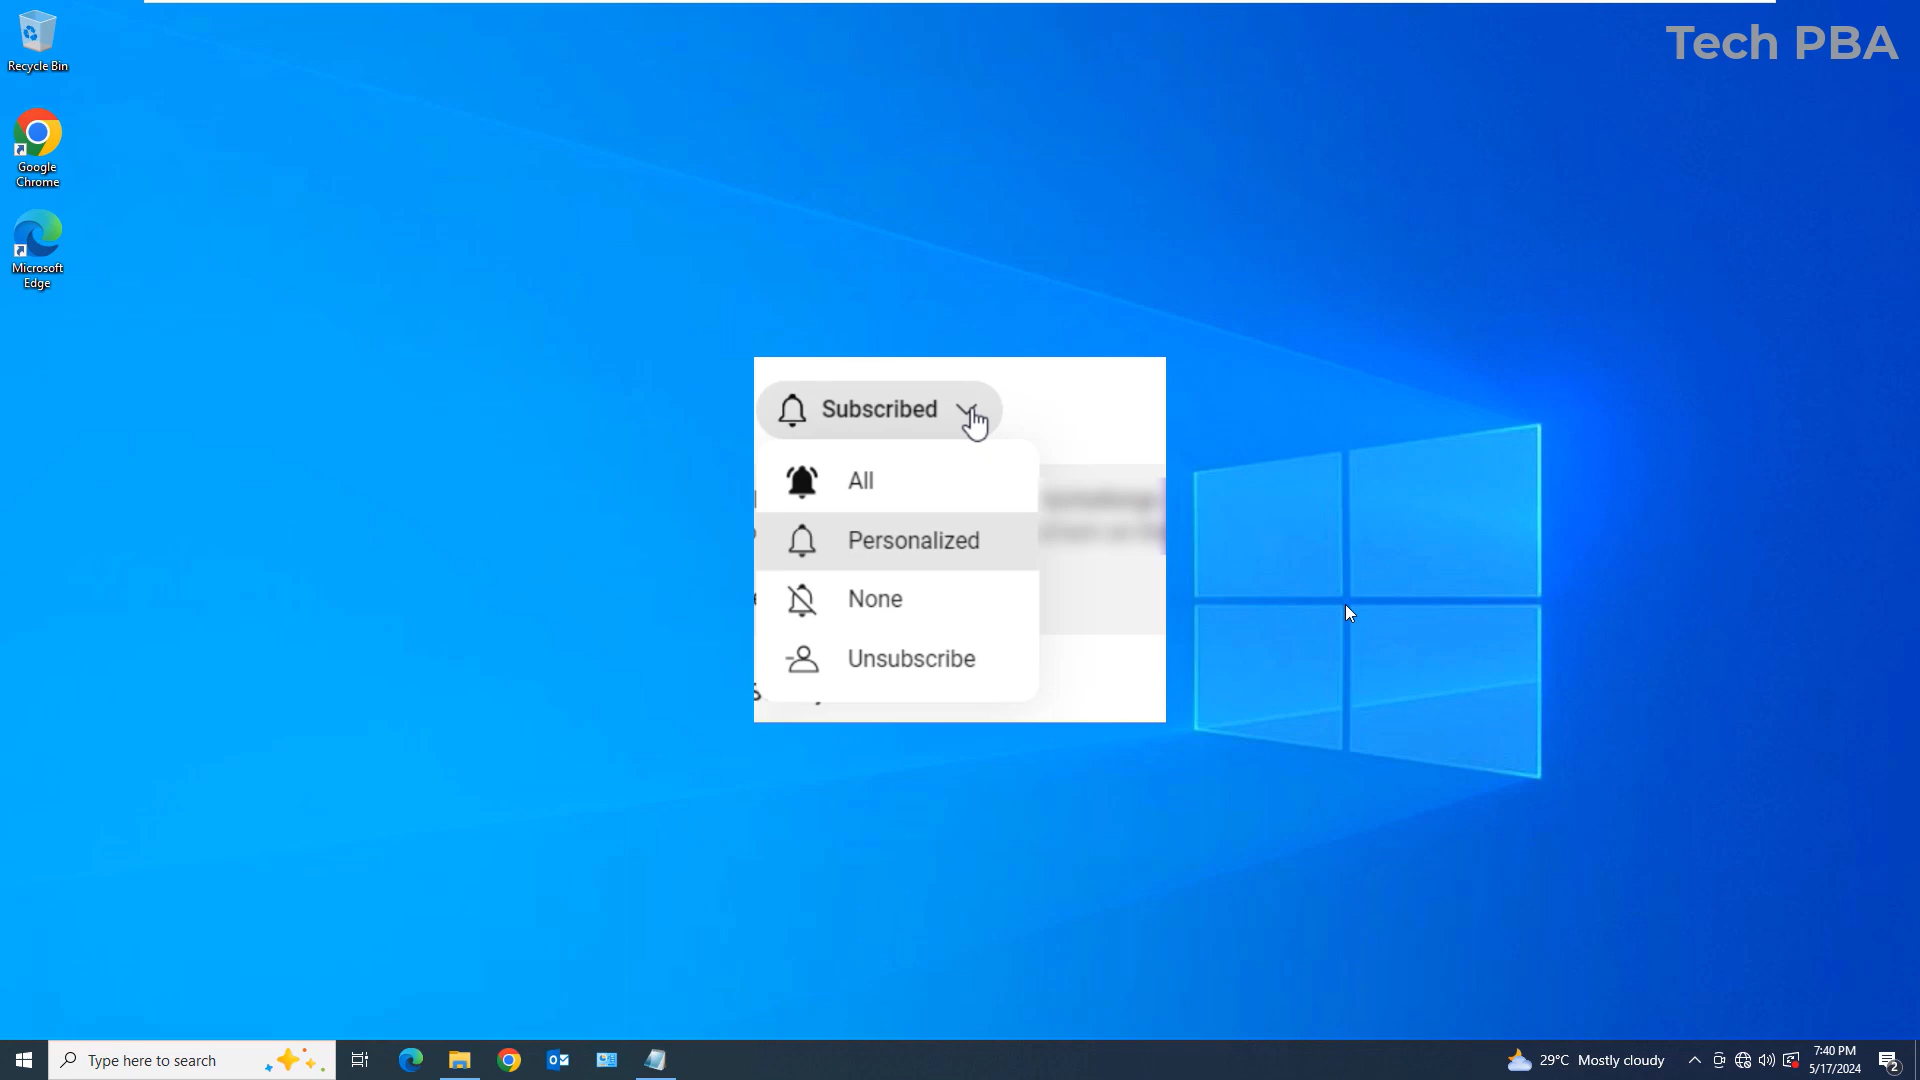 Tech PBA
Recycle Bin
Google
Chrome
Microsoft
Edge
Subscribed
All
Personalized
None
Unsubscribe
Type here to search
29°C Mostly cloudy
7:40 PM
5/17/2024
2